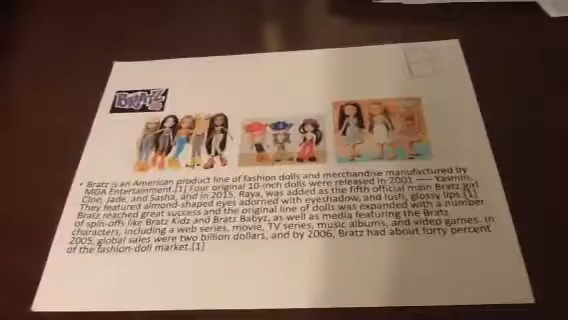 BRATZ
• Bratz is an American product line of fashion dolls and merchandise manufactured by
MGA Entertainment.[1] Four original 10-inch dolls were released in 2001 — Yasmin,
Cloe, Jade, and Sasha, and in 2015, Raya, was added as the fifth official main Bratz girl
They featured almond-shaped eyes adorned with eyeshadow, and lush, glossy lips.[1]
Bratz reached great success and the original line of dolls was expanded with a number
of spin-offs like Bratz Kidz and Bratz Babyz, as well as media featuring the Bratz
characters, including a web series, movie, TV series, music albums, and video games. In
2005, global sales were two billion dollars, and by 2006, Bratz had about forty percent
of the fashion-doll market.[1]